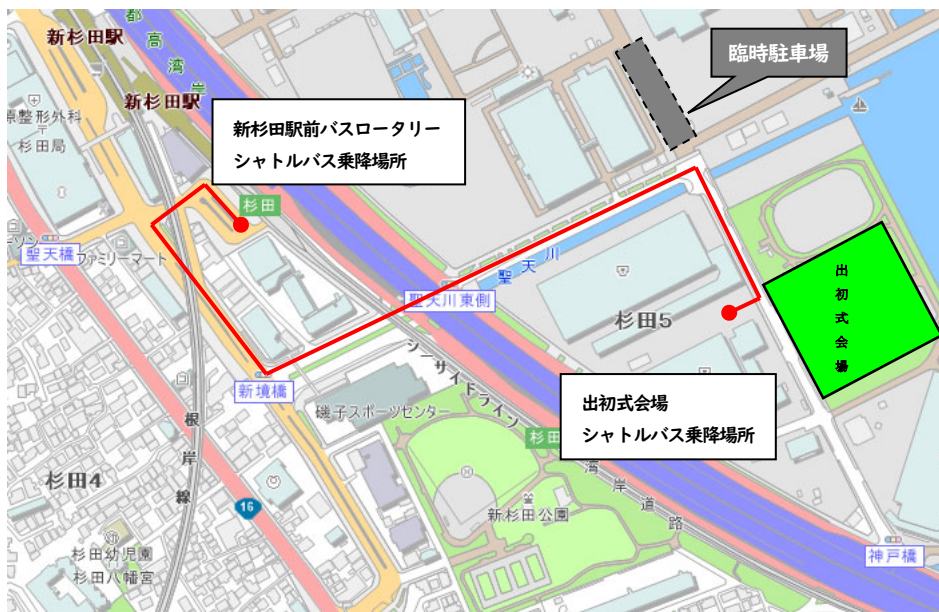 都
高
湾
岸
新杉田駅
新杉田駅
原整形外科
杉田局
新杉田駅前バスロータリー
シャトルバス乗降場所
臨時駐車場
杉田
聖天橋
ファミリーマート
聖天川東側
聖天川
杉田5
出初式会場
新境橋
シーサイドライン
磯子スポーツセンター
出初式会場
シャトルバス乗降場所
杉田
湾岸道路
根岸線
杉田4
16
新杉田公園
杉田幼児園
杉田八幡宮
神戸橋